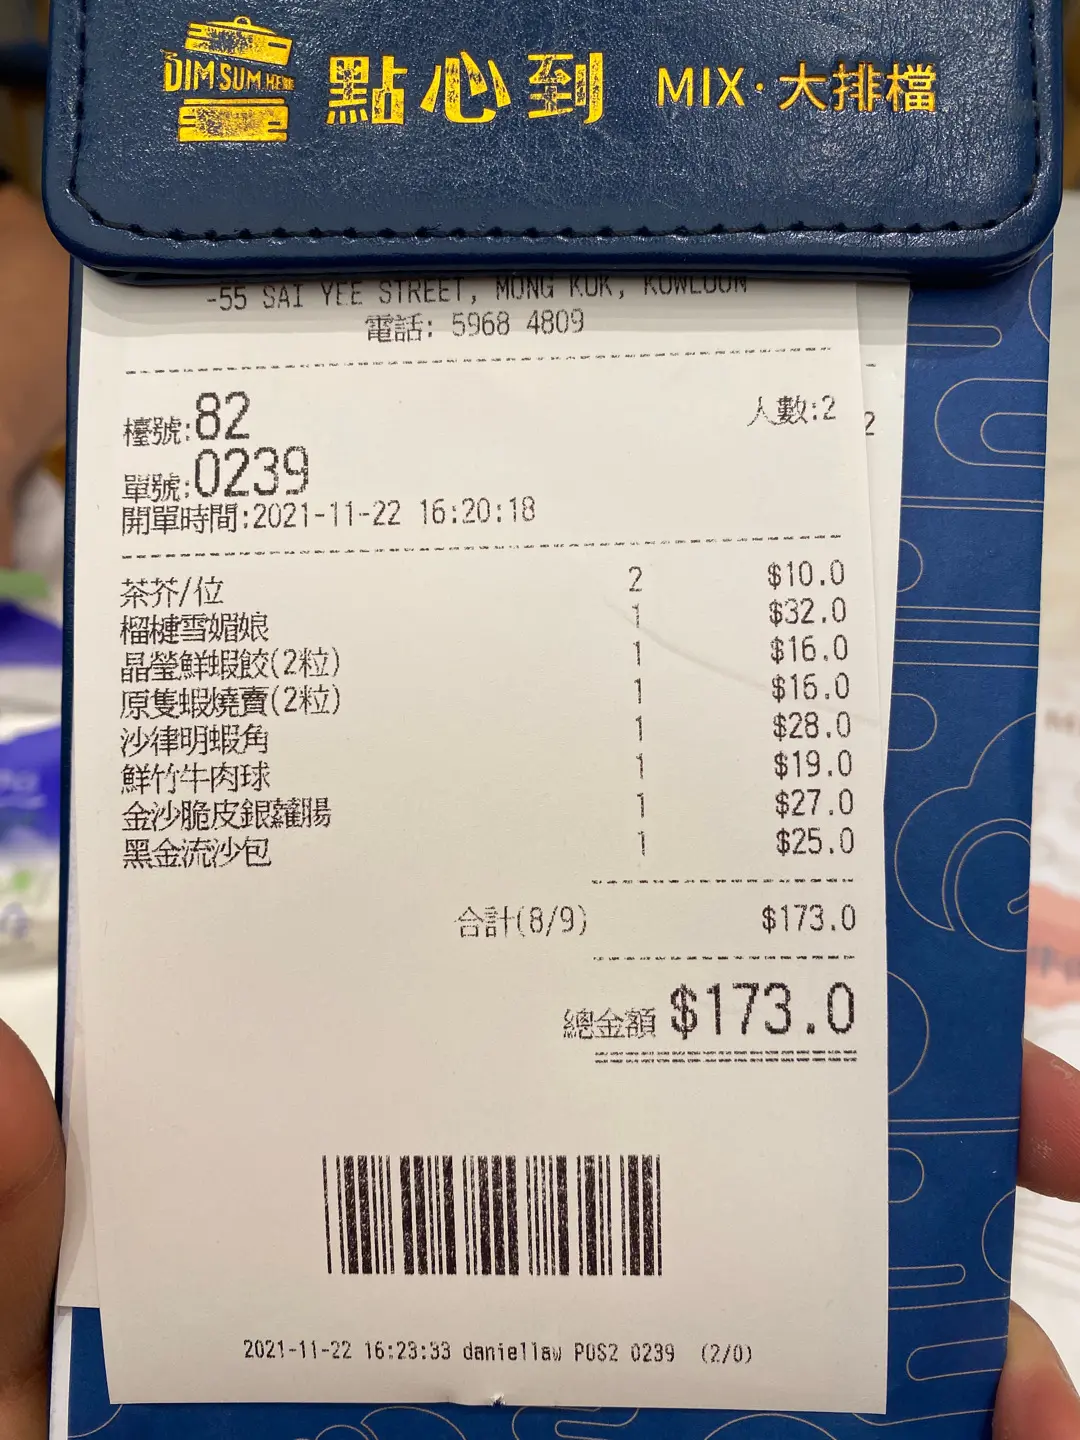 DIM SUM HERE
點心到 MIX·大排檔
-55 SAI YEE STREET, MONG KOK, KOWLOON
電話: 5968 4809
檯號:82
人數:2
2
單號:0239
開單時間:2021-11-22 16:20:18
茶芥/位 2 $10.0
榴槤雪媚娘 1 $32.0
晶瑩鮮蝦餃(2粒) 1 $16.0
原隻蝦燒賣(2粒) 1 $16.0
沙律明蝦角 1 $28.0
鮮竹牛肉球 1 $19.0
金沙脆皮銀蘿腸 1 $27.0
黑金流沙包 1 $25.0
合計(8/9) $173.0
總金額 $173.0
2021-11-22 16:23:33 daniellaw POS2 0239 (2/0)